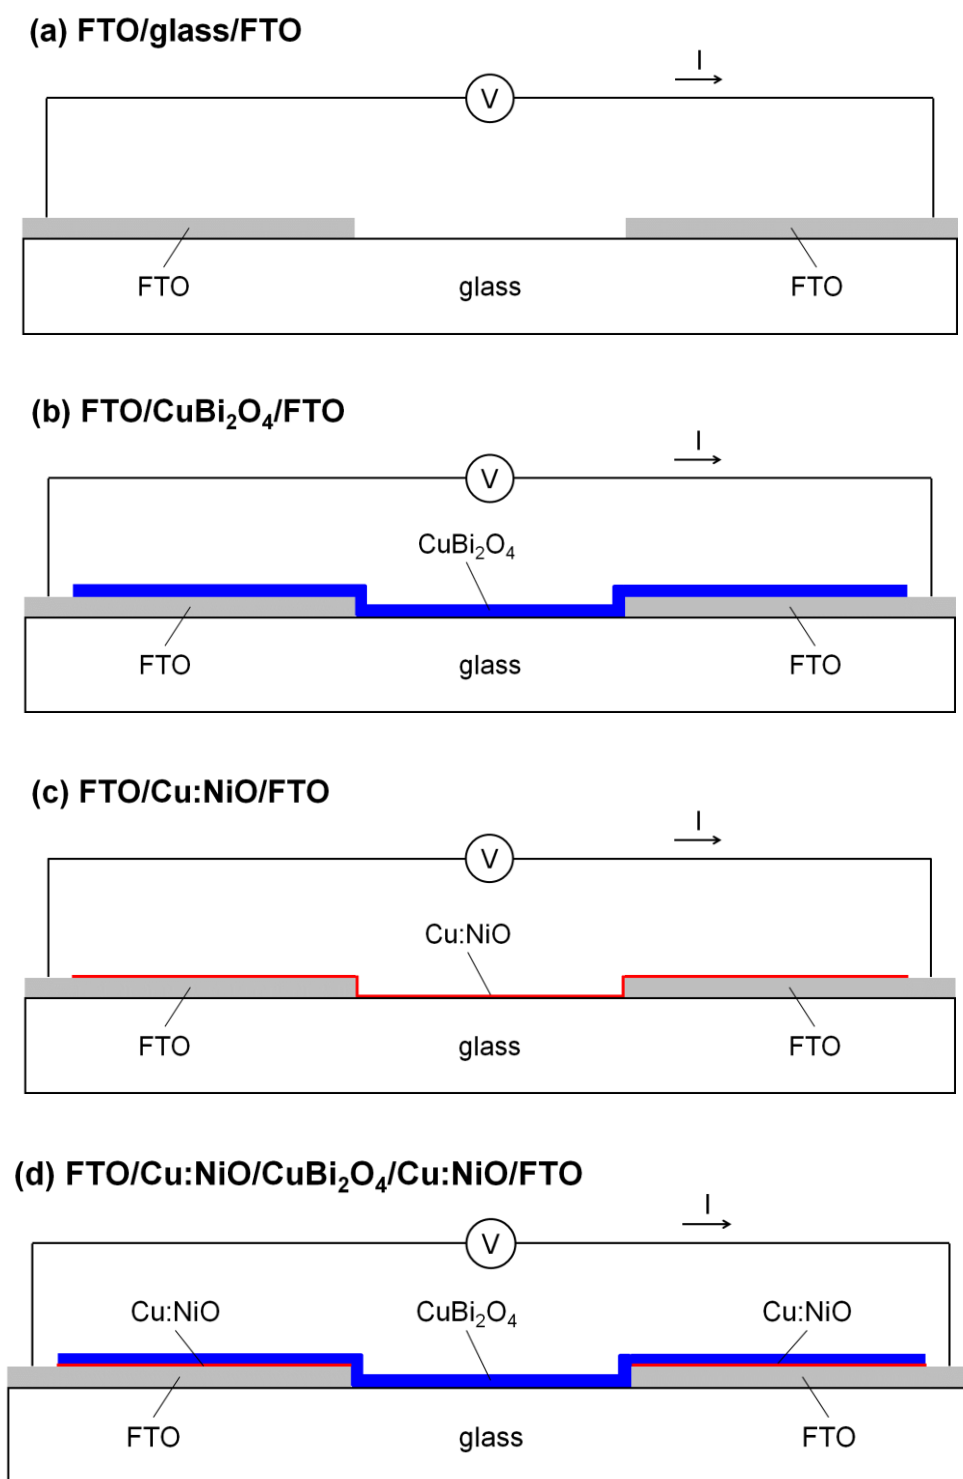 (a) FTO/glass/FTO
I
V
FTO
glass
FTO
(b) FTO/CuBi₂O₄/FTO
I
V
CuBi₂O₄
FTO
glass
FTO
(c) FTO/Cu:NiO/FTO
I
V
Cu:NiO
FTO
glass
FTO
(d) FTO/Cu:NiO/CuBi₂O₄/Cu:NiO/FTO
I
V
Cu:NiO
CuBi₂O₄
Cu:NiO
FTO
glass
FTO